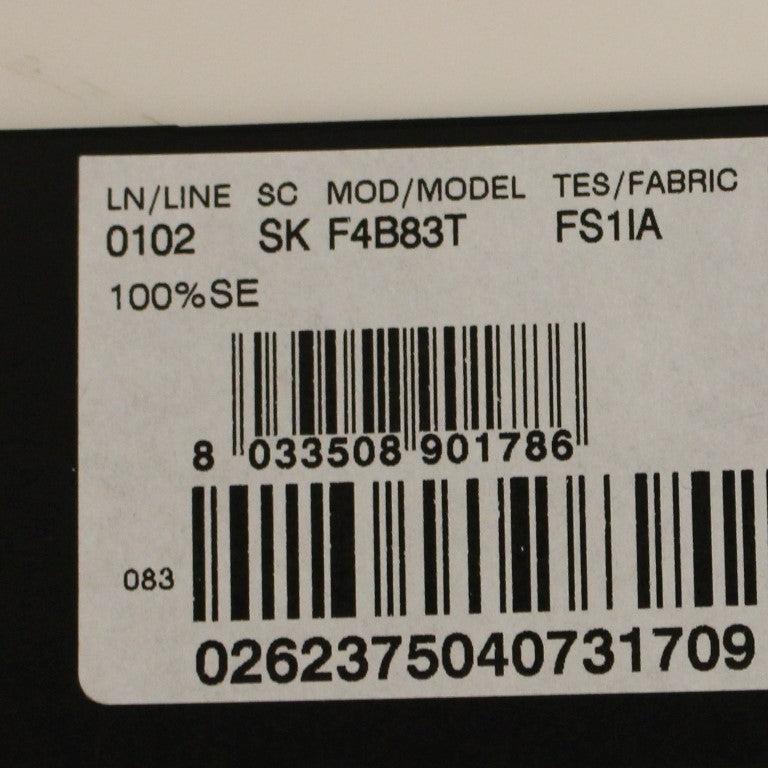 LN/LINE SC MOD/MODEL TES/FABRIC
0102 SK F4B83T FS1IA
100%SE
8 033508 901786
083
0262375040731709